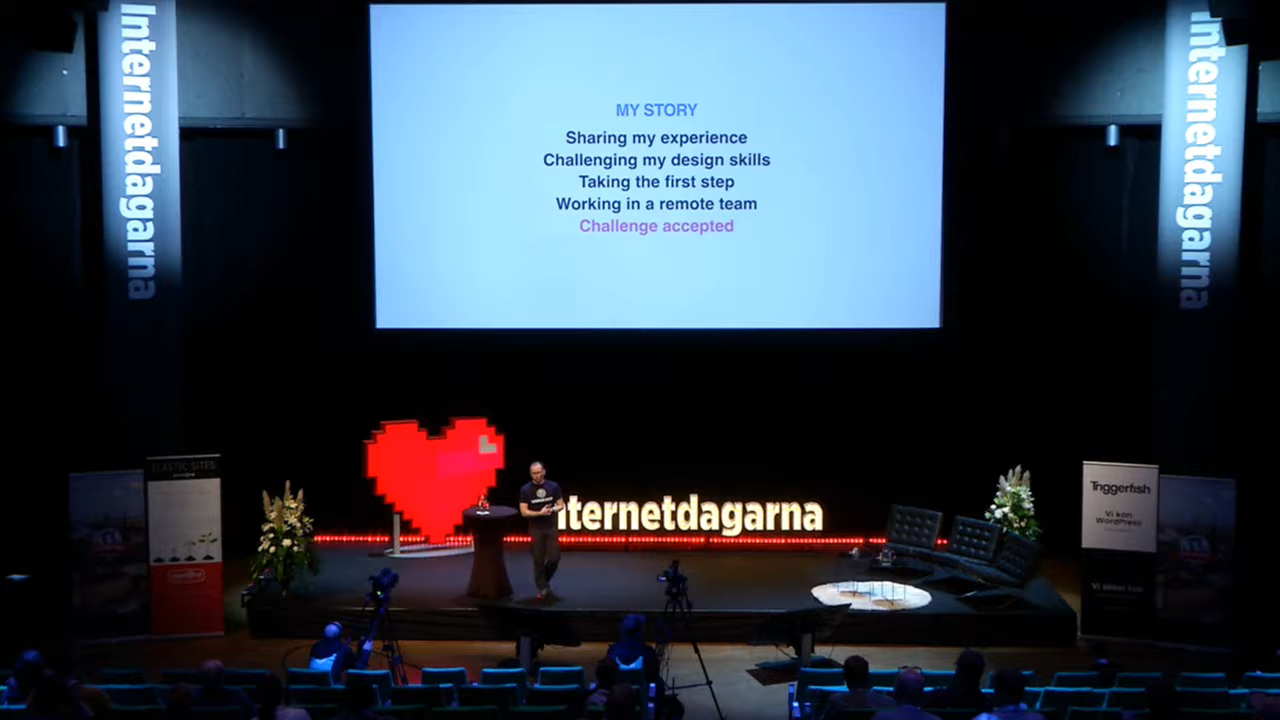 Internetdagarna
Internetdagarna
MY STORY
Sharing my experience
Challenging my design skills
Taking the first step
Working in a remote team
Challenge accepted
nternetdagarna
ELASTIC SITES
Triggerfish
Vi kan
WordPress